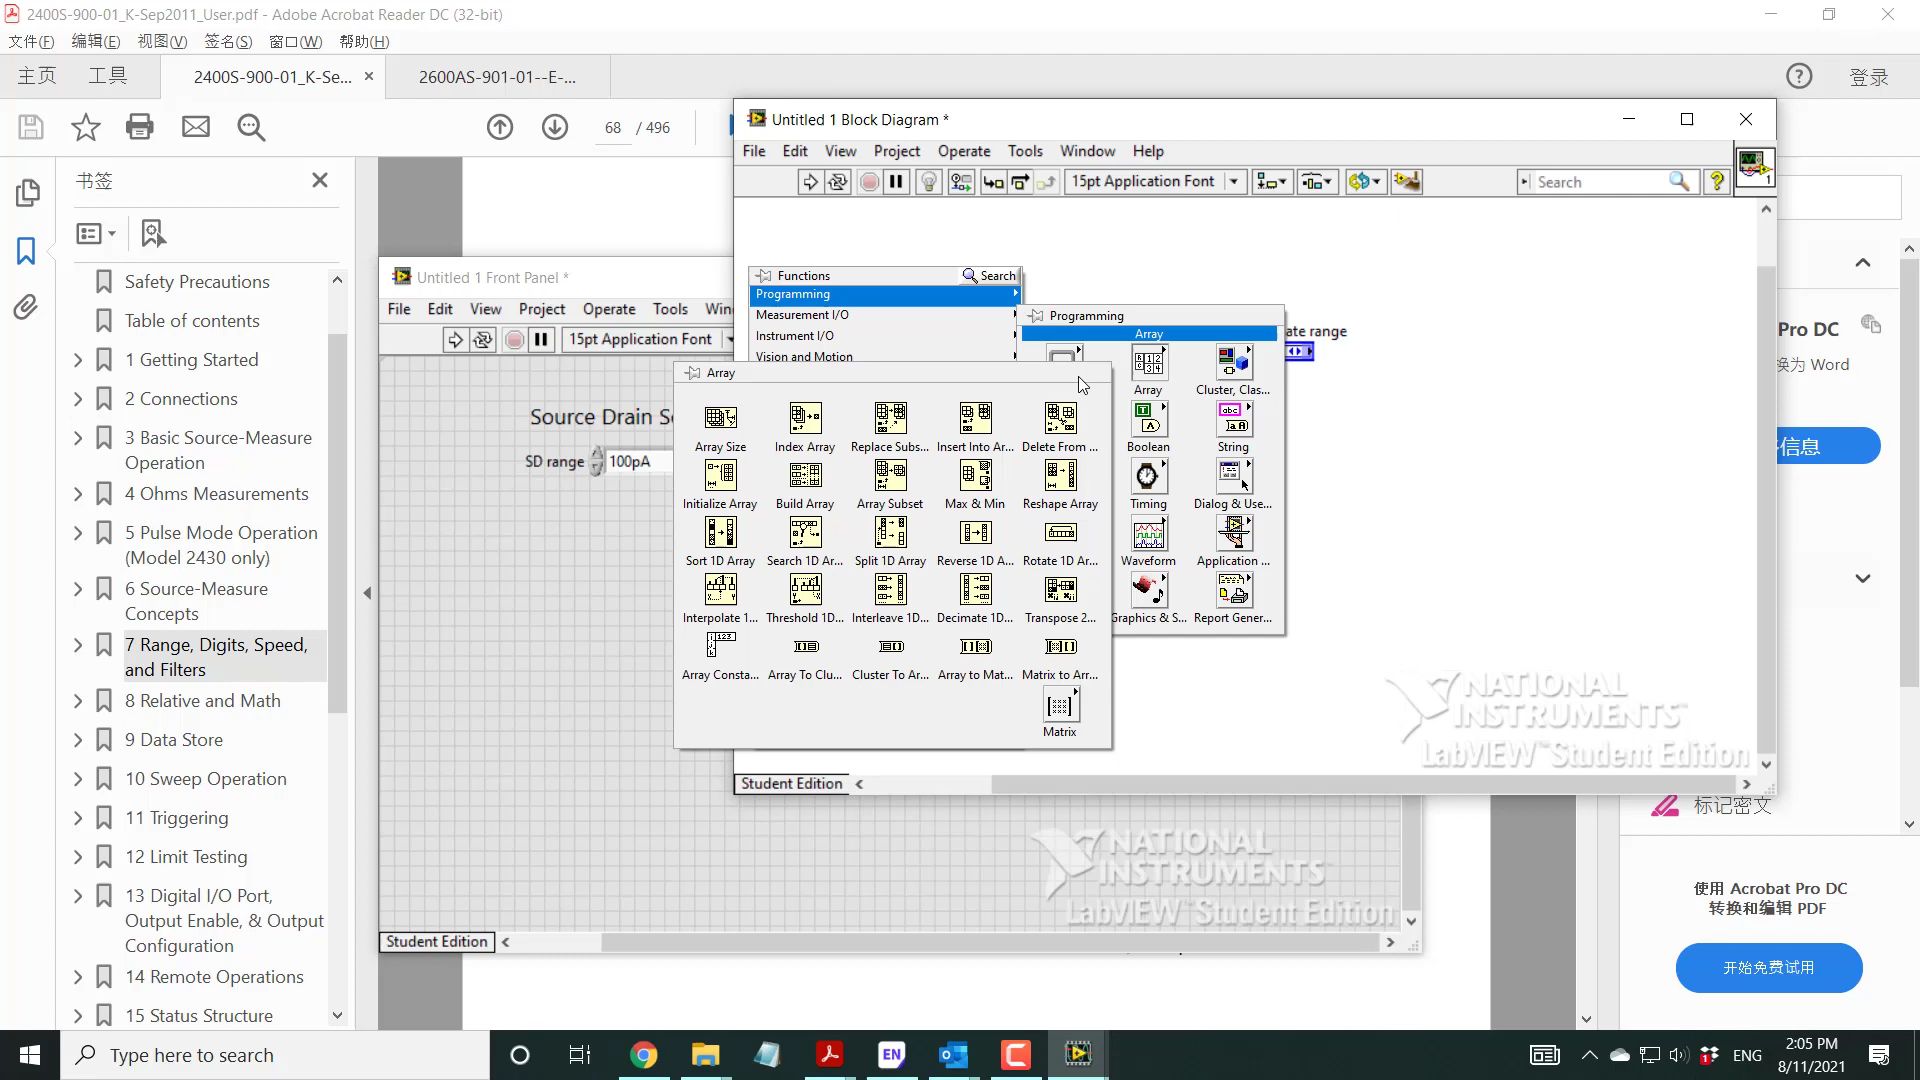 2400S-900-01_K-Sep2011_User.pdf - Adobe Acrobat Reader DC (32-bit)
文件(F) 编辑(E) 视图(V) 签名(S) 窗口(W) 帮助(H)
主页 工具 2400S-900-01_K-Se... 2600AS-901-01--E-... 登录
68 / 496
书签
Safety Precautions
Table of contents
1 Getting Started
2 Connections
3 Basic Source-Measure
Operation
4 Ohms Measurements
5 Pulse Mode Operation
(Model 2430 only)
6 Source-Measure
Concepts
7 Range, Digits, Speed,
and Filters
8 Relative and Math
9 Data Store
10 Sweep Operation
11 Triggering
12 Limit Testing
13 Digital I/O Port,
Output Enable, & Output
Configuration
14 Remote Operations
15 Status Structure
Untitled 1 Front Panel *
File Edit View Project Operate Tools Win
15pt Application Font
Source Drain S
SD range 100pA
NATIONAL
INSTRUMENTS
LabVIEW™ Student Edition
Student Edition
Untitled 1 Block Diagram *
File Edit View Project Operate Tools Window Help
15pt Application Font Search
Functions Search
Programming
Measurement I/O
Instrument I/O
Vision and Motion
Programming
Array
Array Cluster, Clas...
Boolean String
Timing Dialog & Use...
Waveform Application ...
Graphics & S... Report Gener...
ate range
Array
Array Size Index Array Replace Subs... Insert Into Ar... Delete From ...
Initialize Array Build Array Array Subset Max & Min Reshape Array
Sort 1D Array Search 1D Ar... Split 1D Array Reverse 1D A... Rotate 1D Ar...
Interpolate 1... Threshold 1D... Interleave 1D... Decimate 1D... Transpose 2...
Array Consta... Array To Clu... Cluster To Ar... Array to Mat... Matrix to Arr...
Matrix
NATIONAL
INSTRUMENTS
LabVIEW™ Student Edition
Student Edition
Pro DC
换为 Word
信息
标记密文
使用 Acrobat Pro DC
转换和编辑 PDF
开始免费试用
Type here to search
EN
ENG
2:05 PM
8/11/2021